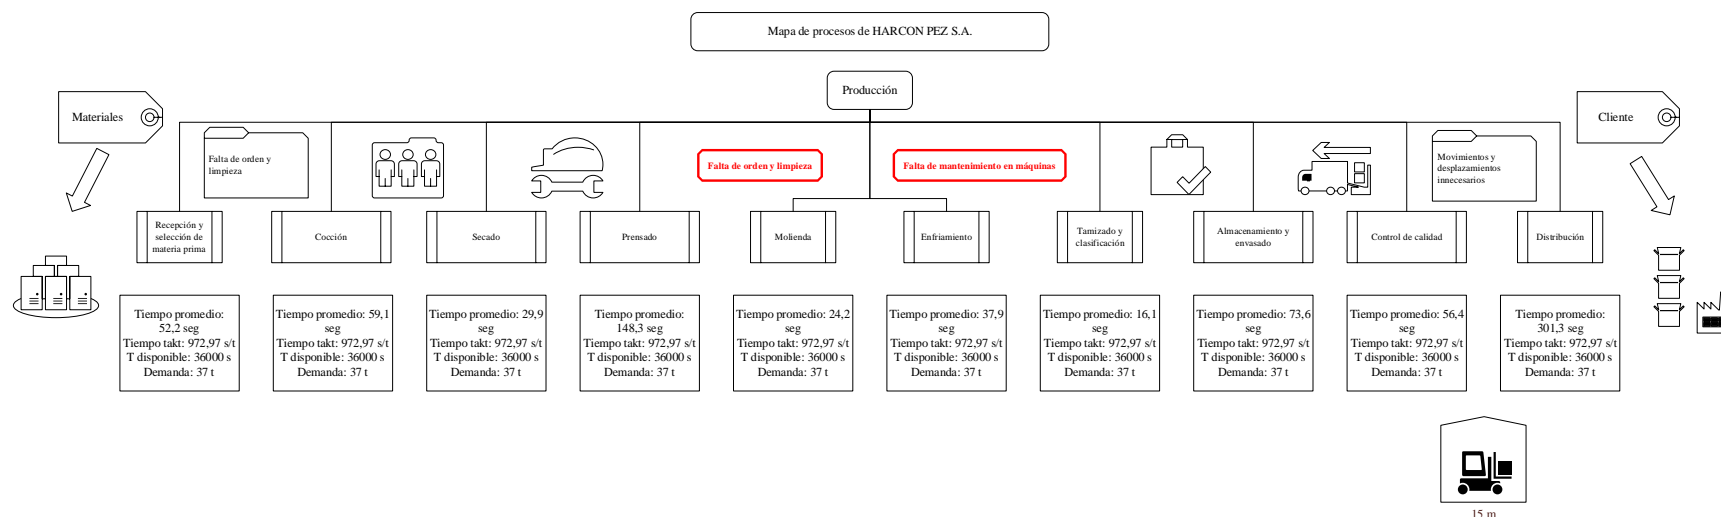 Mapa de procesos de HARCON PEZ S.A.
Producción
Materiales
Cliente
Falta de orden y
limpieza
Falta de orden y limpieza
Falta de mantenimiento en máquinas
Movimientos y
desplazamientos
innecesarios
Recepción y
selección de
materia prima
Cocción
Secado
Prensado
Molienda
Enfriamiento
Tamizado y
clasificación
Almacenamiento y
envasado
Control de calidad
Distribución
Tiempo promedio:
52,2 seg
Tiempo takt: 972,97 s/t
T disponible: 36000 s
Demanda: 37 t
Tiempo promedio: 59,1
seg
Tiempo takt: 972,97 s/t
T disponible: 36000 s
Demanda: 37 t
Tiempo promedio: 29,9
seg
Tiempo takt: 972,97 s/t
T disponible: 36000 s
Demanda: 37 t
Tiempo promedio:
148,3 seg
Tiempo takt: 972,97 s/t
T disponible: 36000 s
Demanda: 37 t
Tiempo promedio: 24,2
seg
Tiempo takt: 972,97 s/t
T disponible: 36000 s
Demanda: 37 t
Tiempo promedio: 37,9
seg
Tiempo takt: 972,97 s/t
T disponible: 36000 s
Demanda: 37 t
Tiempo promedio: 16,1
seg
Tiempo takt: 972,97 s/t
T disponible: 36000 s
Demanda: 37 t
Tiempo promedio: 73,6
seg
Tiempo takt: 972,97 s/t
T disponible: 36000 s
Demanda: 37 t
Tiempo promedio: 56,4
seg
Tiempo takt: 972,97 s/t
T disponible: 36000 s
Demanda: 37 t
Tiempo promedio:
301,3 seg
Tiempo takt: 972,97 s/t
T disponible: 36000 s
Demanda: 37 t
15 m